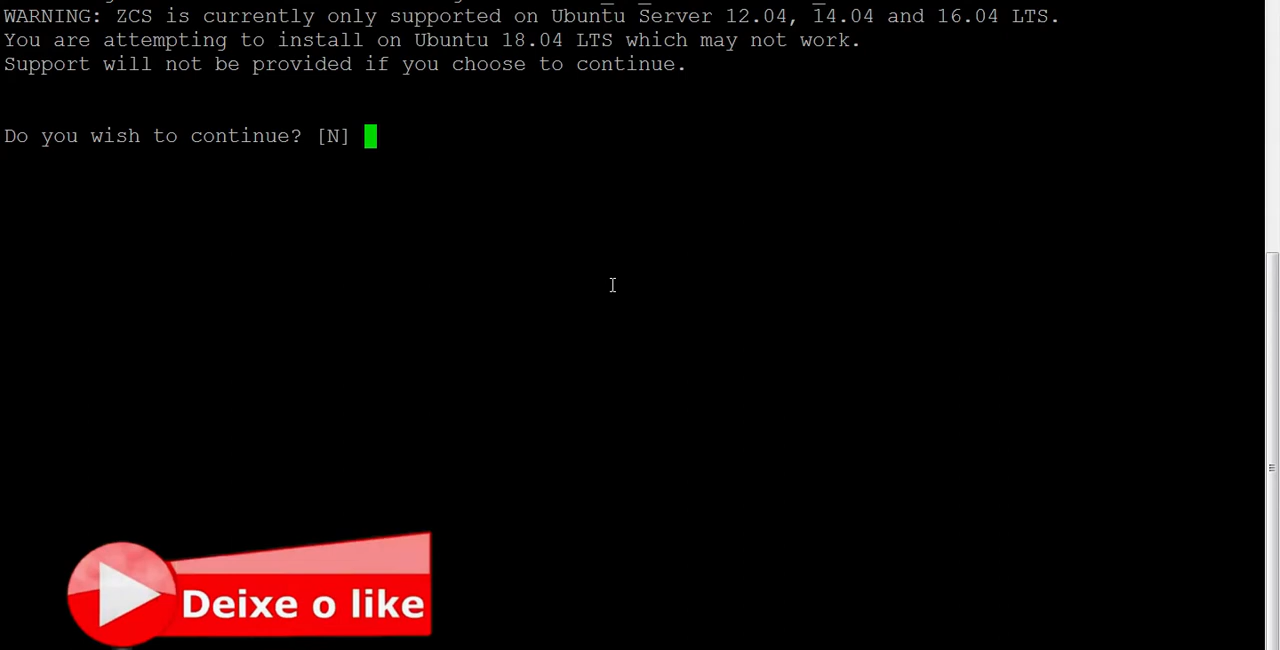 WARNING: ZCS is currently only supported on Ubuntu Server 12.04, 14.04 and 16.04 LTS.
You are attempting to install on Ubuntu 18.04 LTS which may not work.
Support will not be provided if you choose to continue.
Do you wish to continue? [N]
Deixe o like